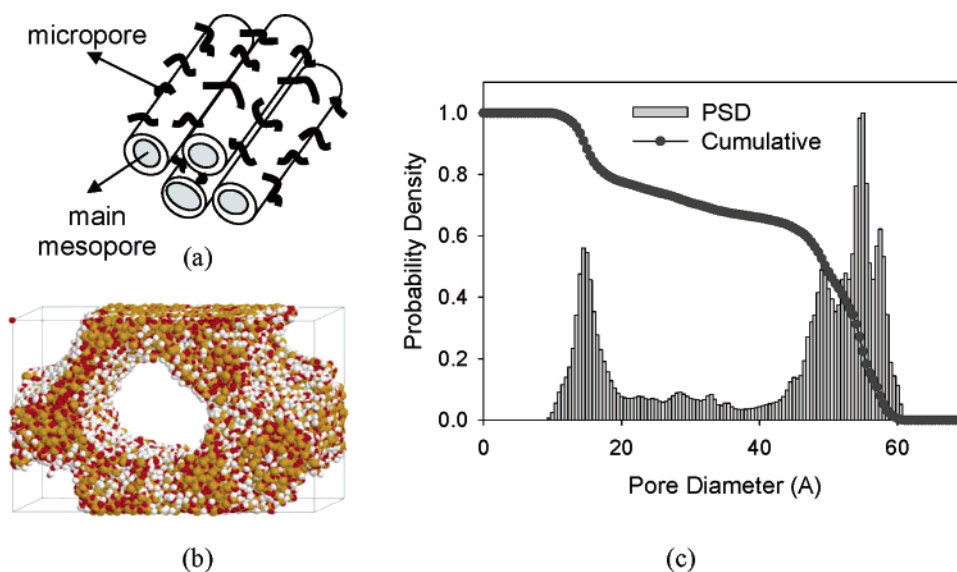 micropore
main
mesopore
(a)
(b)
PSD
Cumulative
Probability Density
1.0
0.8
0.6
0.4
0.2
0.0
0
20
40
60
Pore Diameter (A)
(c)